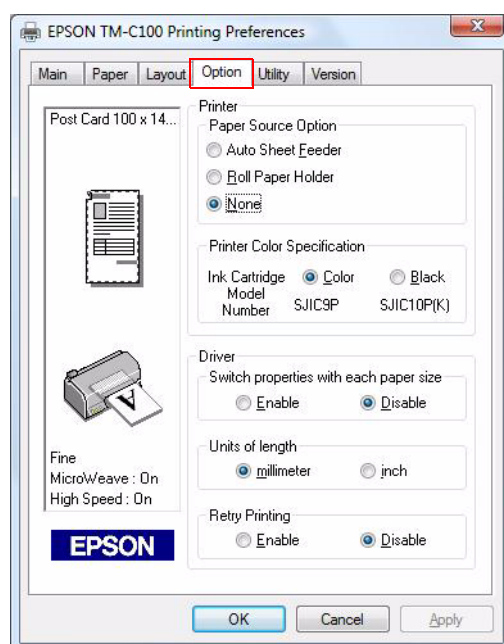 EPSON TM-C100 Printing Preferences
Main Paper Layout Option Utility Version
Post Card 100 x 14...
Fine
MicroWeave : On
High Speed : On
EPSON
Printer
Paper Source Option
Auto Sheet Feeder
Roll Paper Holder
None
Printer Color Specification
Ink Cartridge Color Black
Model
Number SJIC9P SJIC10P(K)
Driver
Switch properties with each paper size
Enable Disable
Units of length
millimeter inch
Retry Printing
Enable Disable
OK Cancel Apply